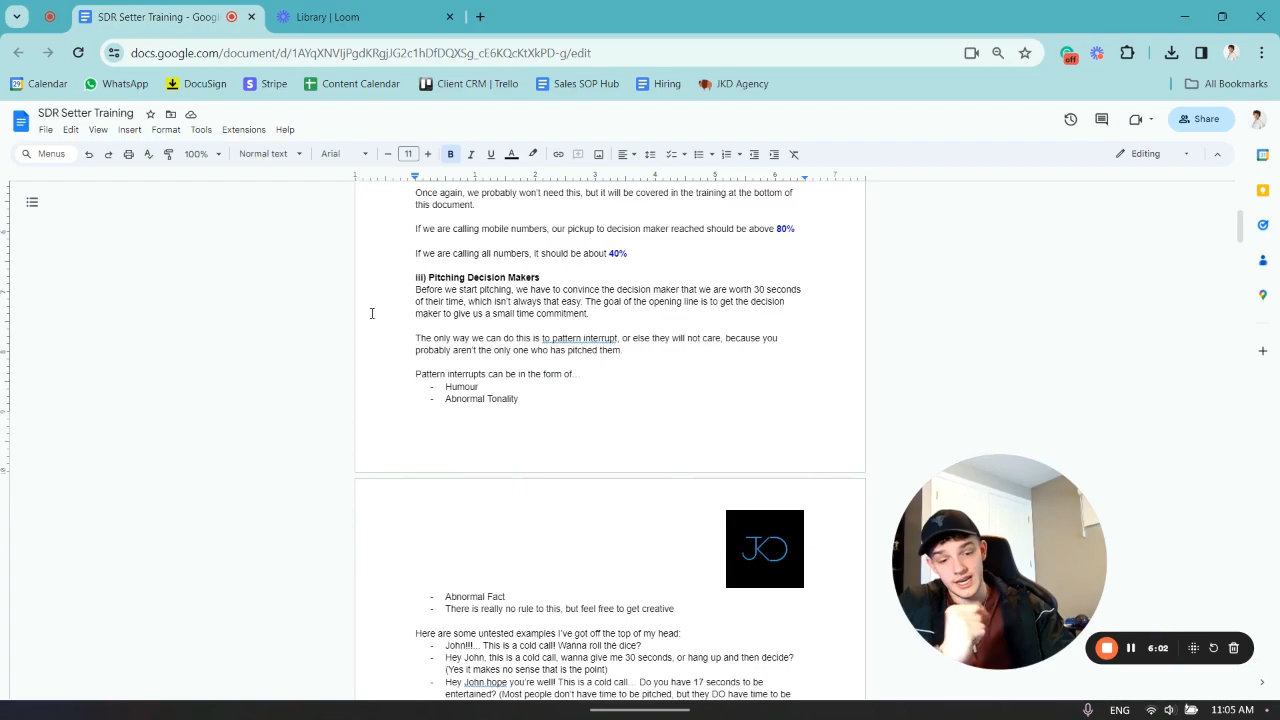 SDR Setter Training - Googl
Library | Loom
docs.google.com/document/d/1AYqXNVIjPgdKRgjJG2c1hDfDQXSg_cE6KQcKtXkPD-g/edit
off
Calendar
WhatsApp
DocuSign
Stripe
Content Calendar
Client CRM | Trello
Sales SOP Hub
Hiring
JKD Agency
All Bookmarks
SDR Setter Training
File Edit View Insert Format Tools Extensions Help
Share
Menus
100%
Normal text
Arial
11
B I U A
Editing
1 1 2 3 4 5 6 7
Once again, we probably won't need this, but it will be covered in the training at the bottom of
this document.
If we are calling mobile numbers, our pickup to decision maker reached should be above 80%
If we are calling all numbers, it should be about 40%
iii) Pitching Decision Makers
Before we start pitching, we have to convince the decision maker that we are worth 30 seconds
of their time, which isn't always that easy. The goal of the opening line is to get the decision
maker to give us a small time commitment.
The only way we can do this is to pattern interrupt, or else they will not care, because you
probably aren't the only one who has pitched them.
Pattern interrupts can be in the form of…
- Humour
- Abnormal Tonality
JKD
- Abnormal Fact
- There is really no rule to this, but feel free to get creative
Here are some untested examples I've got off the top of my head:
- John!!!... This is a cold call! Wanna roll the dice?
- Hey John, this is a cold call, wanna give me 30 seconds, or hang up and then decide?
(Yes it makes no sense that is the point)
- Hey John hope you're well! This is a cold call… Do you have 17 seconds to be
entertained? (Most people don't have time to be pitched, but they DO have time to be
6:02
ENG
11:05 AM